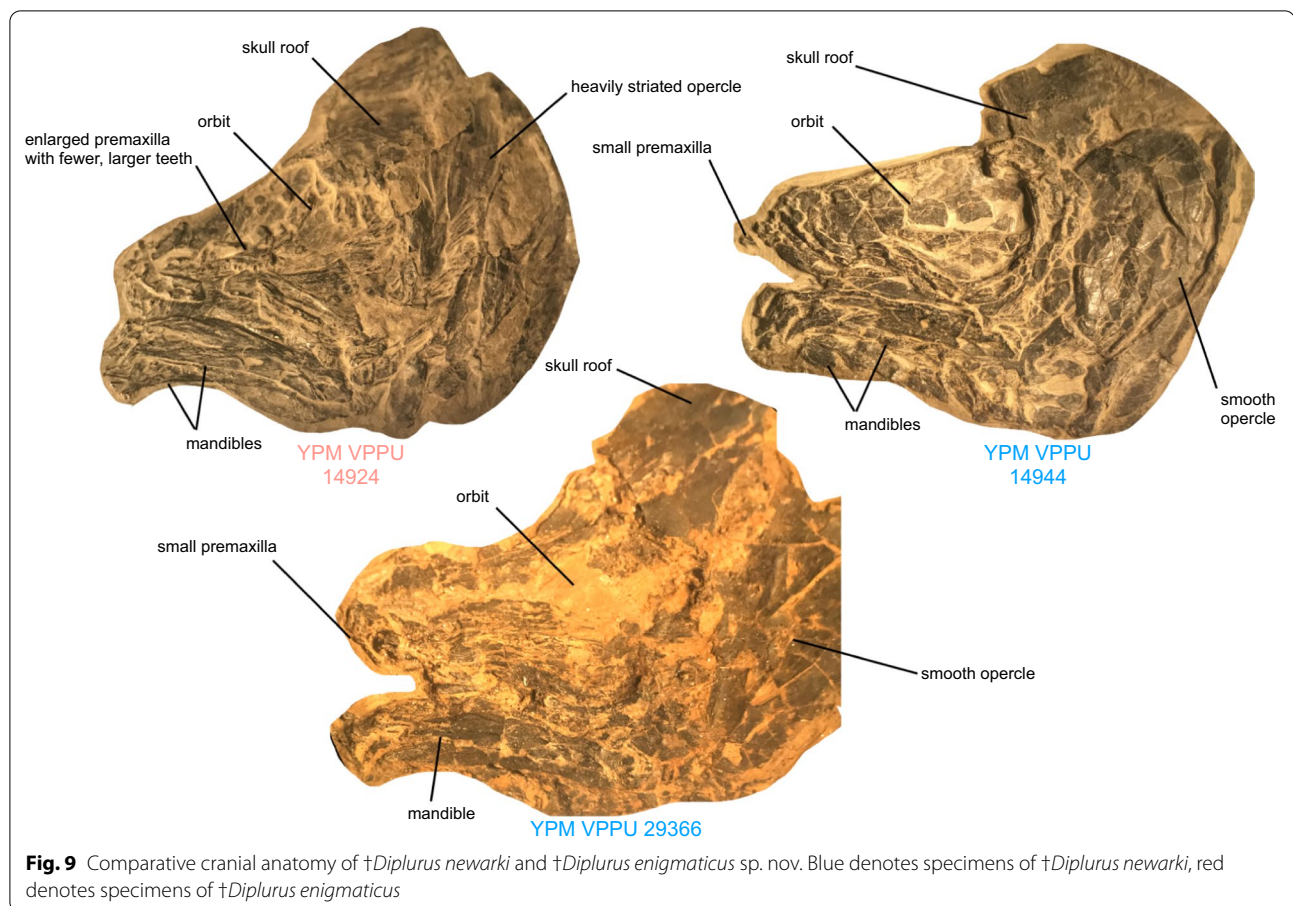 skull roof
heavily striated opercle
orbit
enlarged premaxilla
with fewer, larger teeth
mandibles
YPM VPPU
14924
skull roof
orbit
small premaxilla
smooth
opercle
mandibles
YPM VPPU
14944
skull roof
orbit
small premaxilla
smooth opercle
mandible
YPM VPPU 29366
Fig. 9 Comparative cranial anatomy of †Diplurus newarki and †Diplurus enigmaticus sp. nov. Blue denotes specimens of †Diplurus newarki, red
denotes specimens of †Diplurus enigmaticus